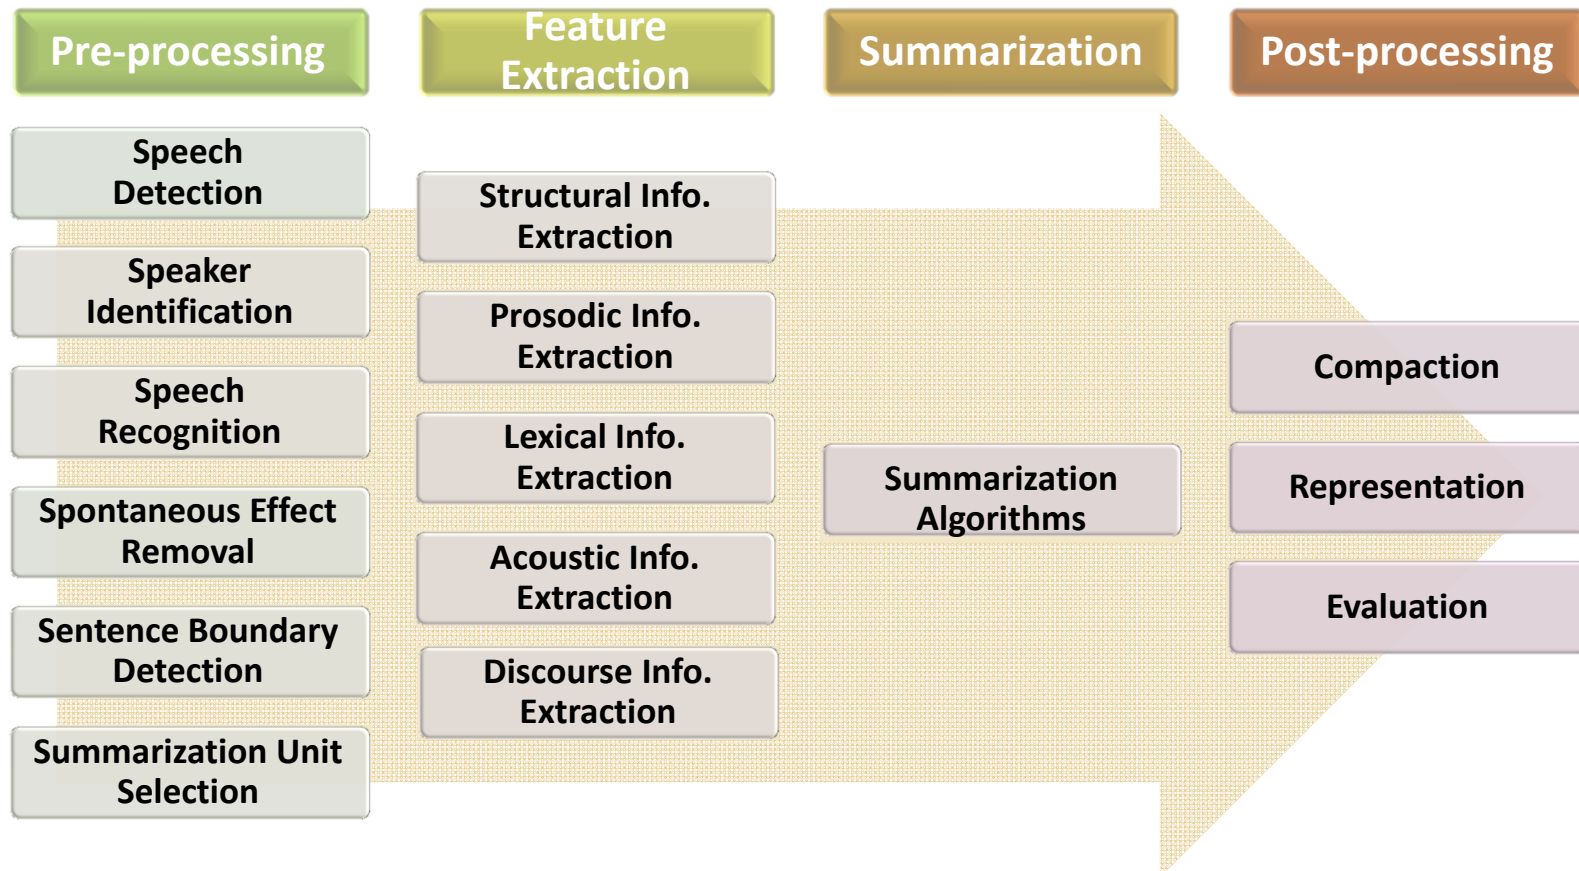 Pre-processing
Feature
Extraction
Summarization
Post-processing
Speech
Detection
Speaker
Identification
Speech
Recognition
Spontaneous Effect
Removal
Sentence Boundary
Detection
Summarization Unit
Selection
Structural Info.
Extraction
Prosodic Info.
Extraction
Lexical Info.
Extraction
Acoustic Info.
Extraction
Discourse Info.
Extraction
Summarization
Algorithms
Compaction
Representation
Evaluation